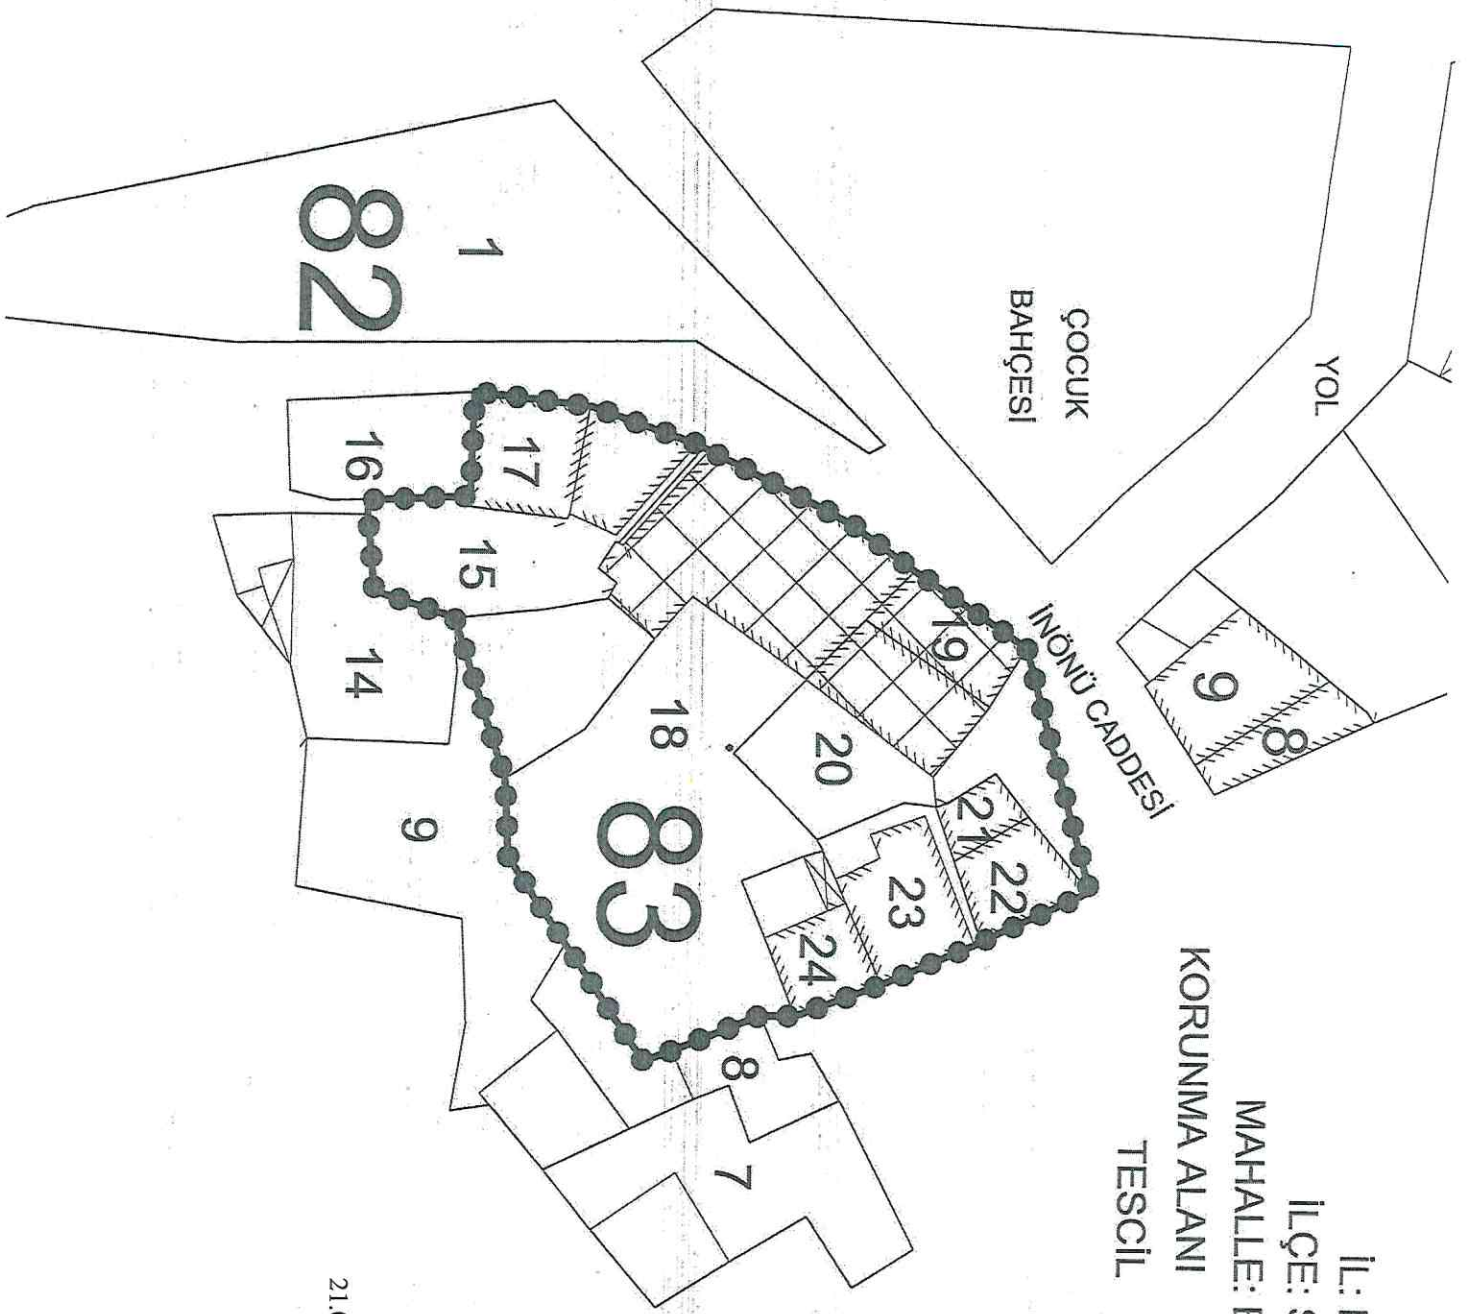 İL:
İLÇE:
MAHALLE:
KORUNMA ALANI
TESCİL
YOL
ÇOCUK
BAHÇESİ
İNÖNÜ CADDESİ
9
8
1
82
19
17
16
15
14
18
20
21
22
23
24
83
9
8
7